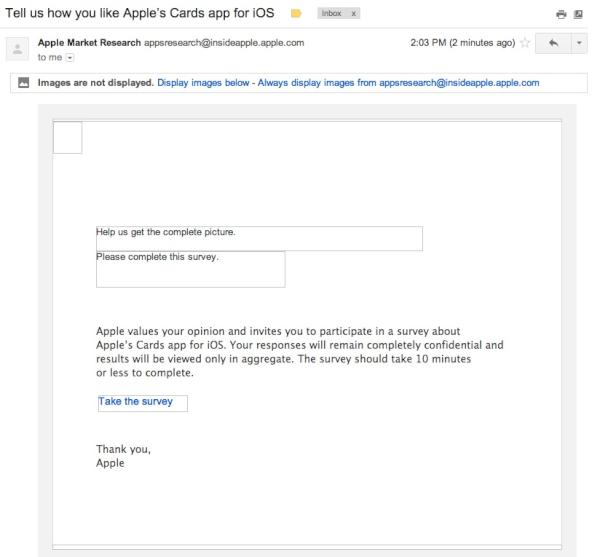 Tell us how you like Apple's Cards app for iOS Inbox x
Apple Market Research appsresearch@insideapple.apple.com 2:03 PM (2 minutes ago)
to me
Images are not displayed. Display images below - Always display images from appsresearch@insideapple.apple.com
Help us get the complete picture.
Please complete this survey.
Apple values your opinion and invites you to participate in a survey about
Apple's Cards app for iOS. Your responses will remain completely confidential and
results will be viewed only in aggregate. The survey should take 10 minutes
or less to complete.
Take the survey
Thank you,
Apple